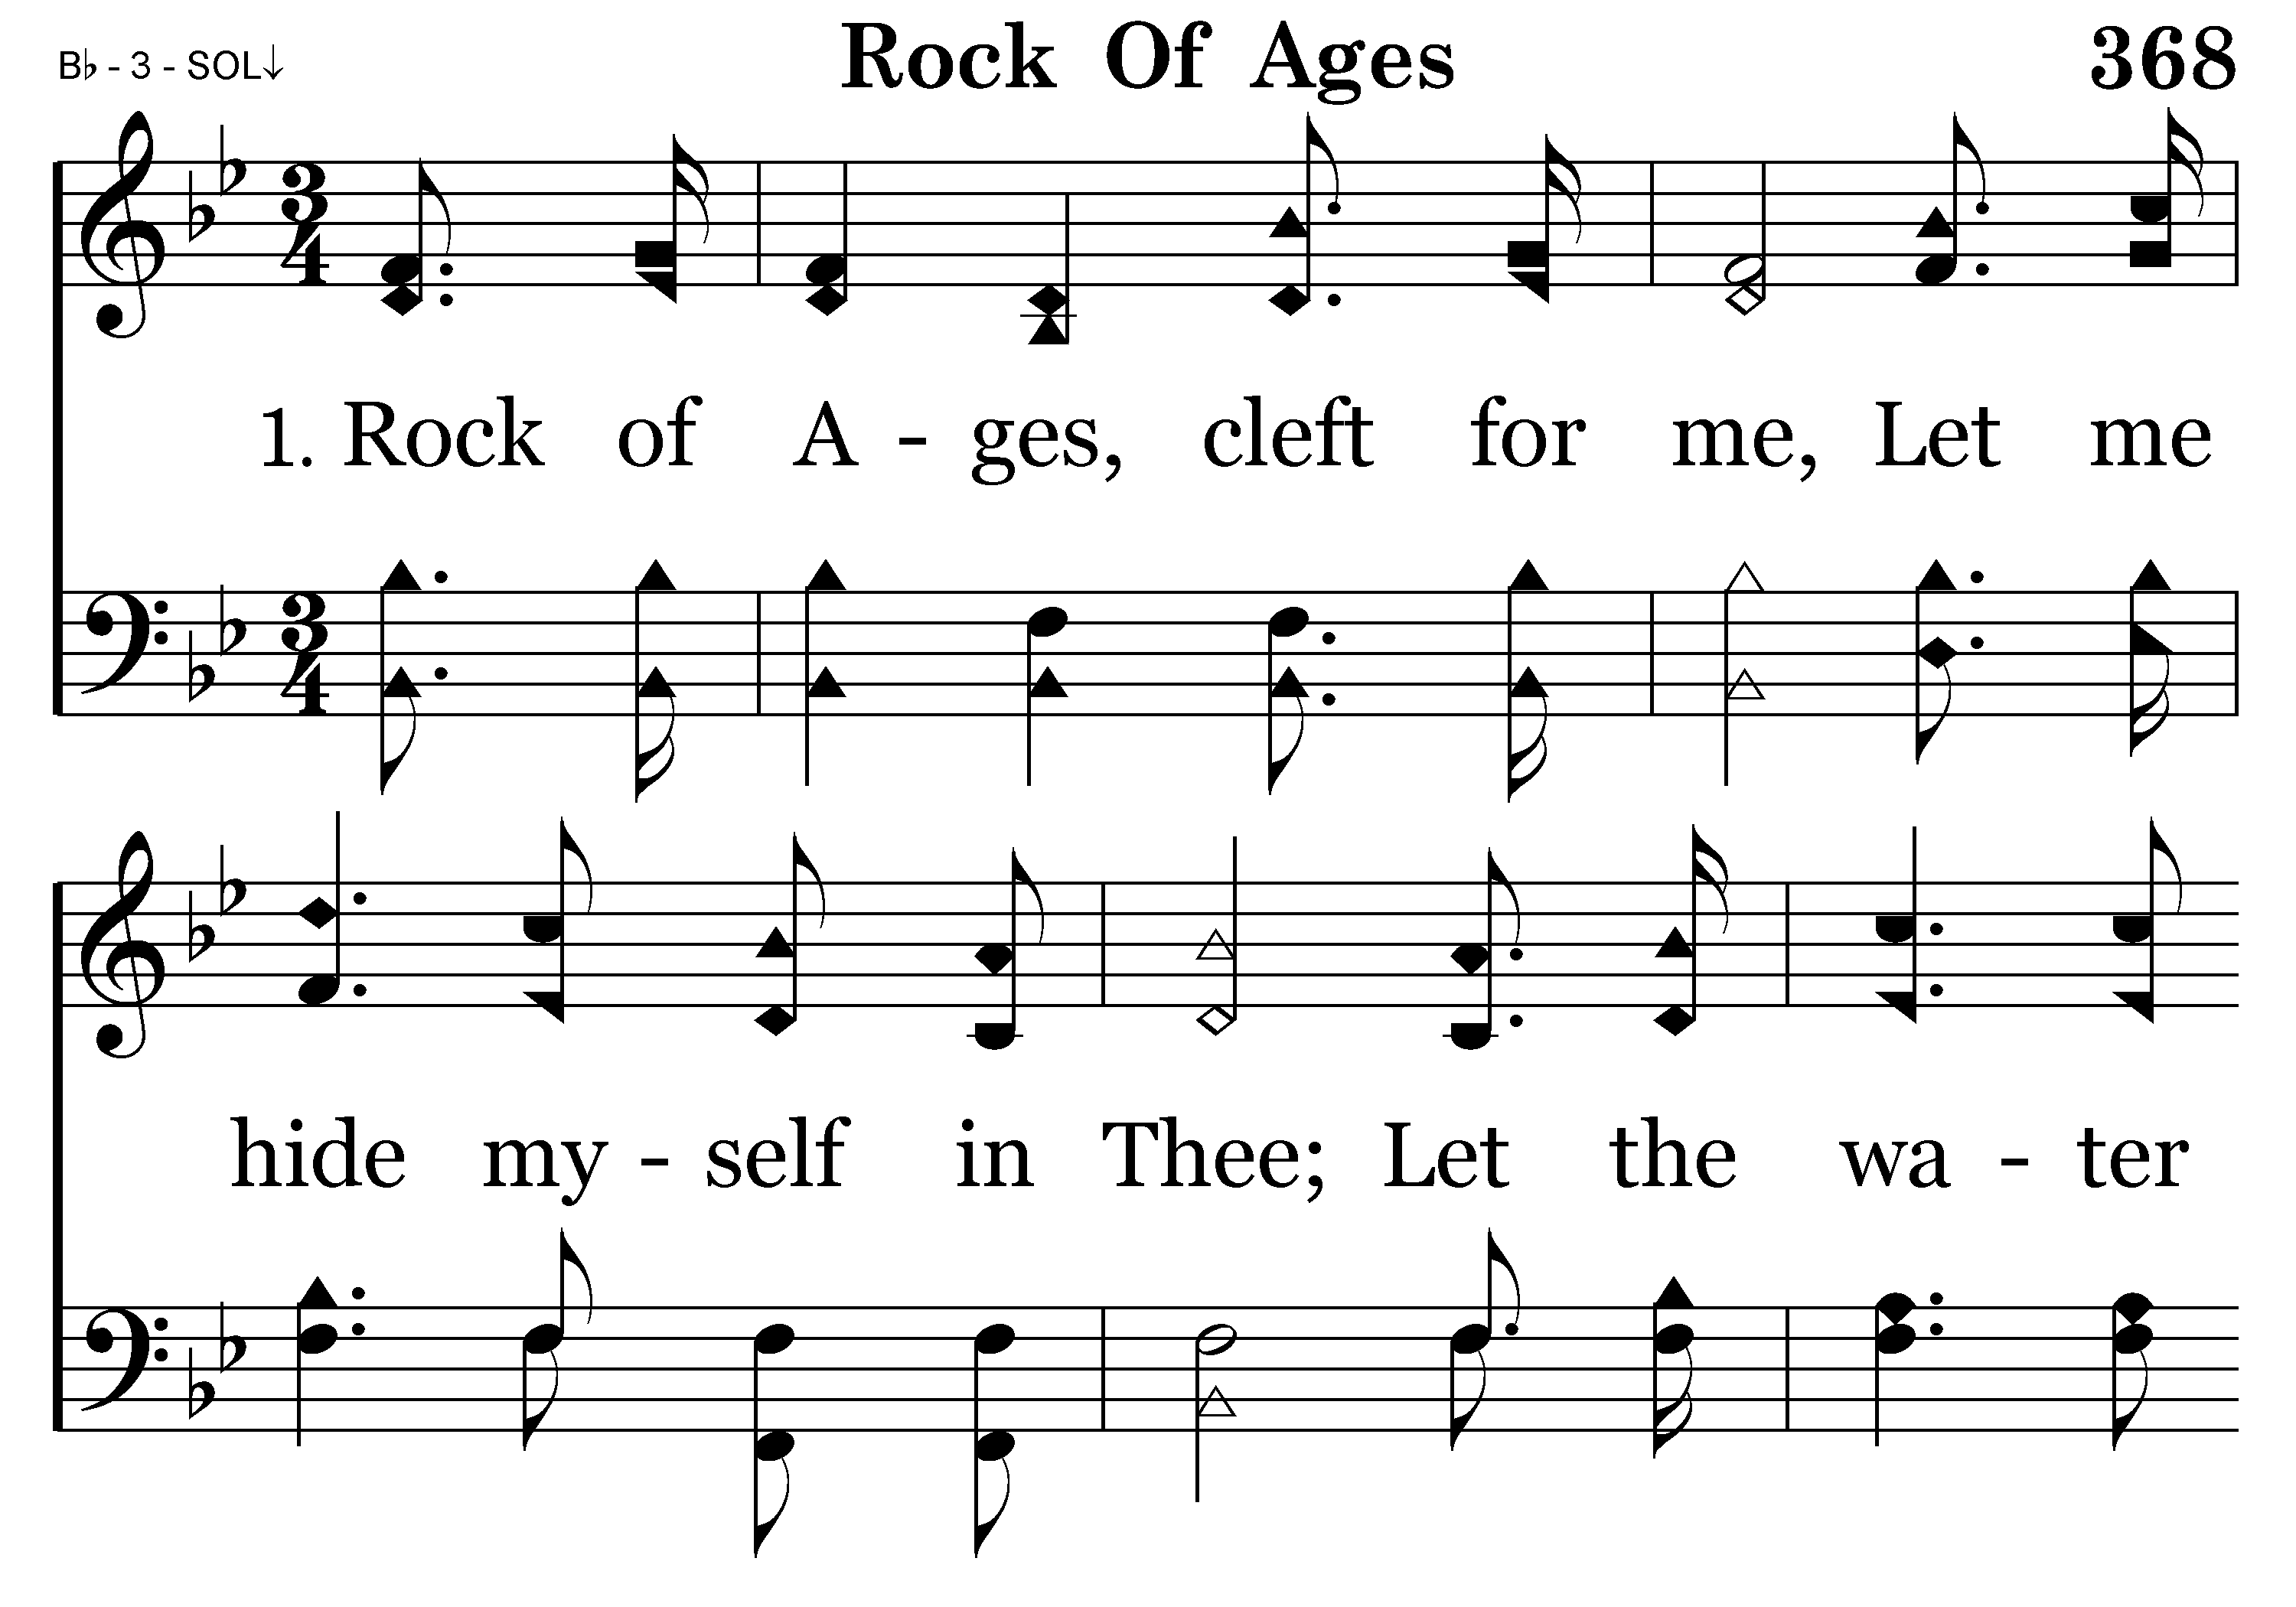 B♭ - 3 - SOL↓ Rock Of Ages 368
1. Rock of A - ges, cleft for me, Let me
hide my - self in Thee; Let the wa - ter